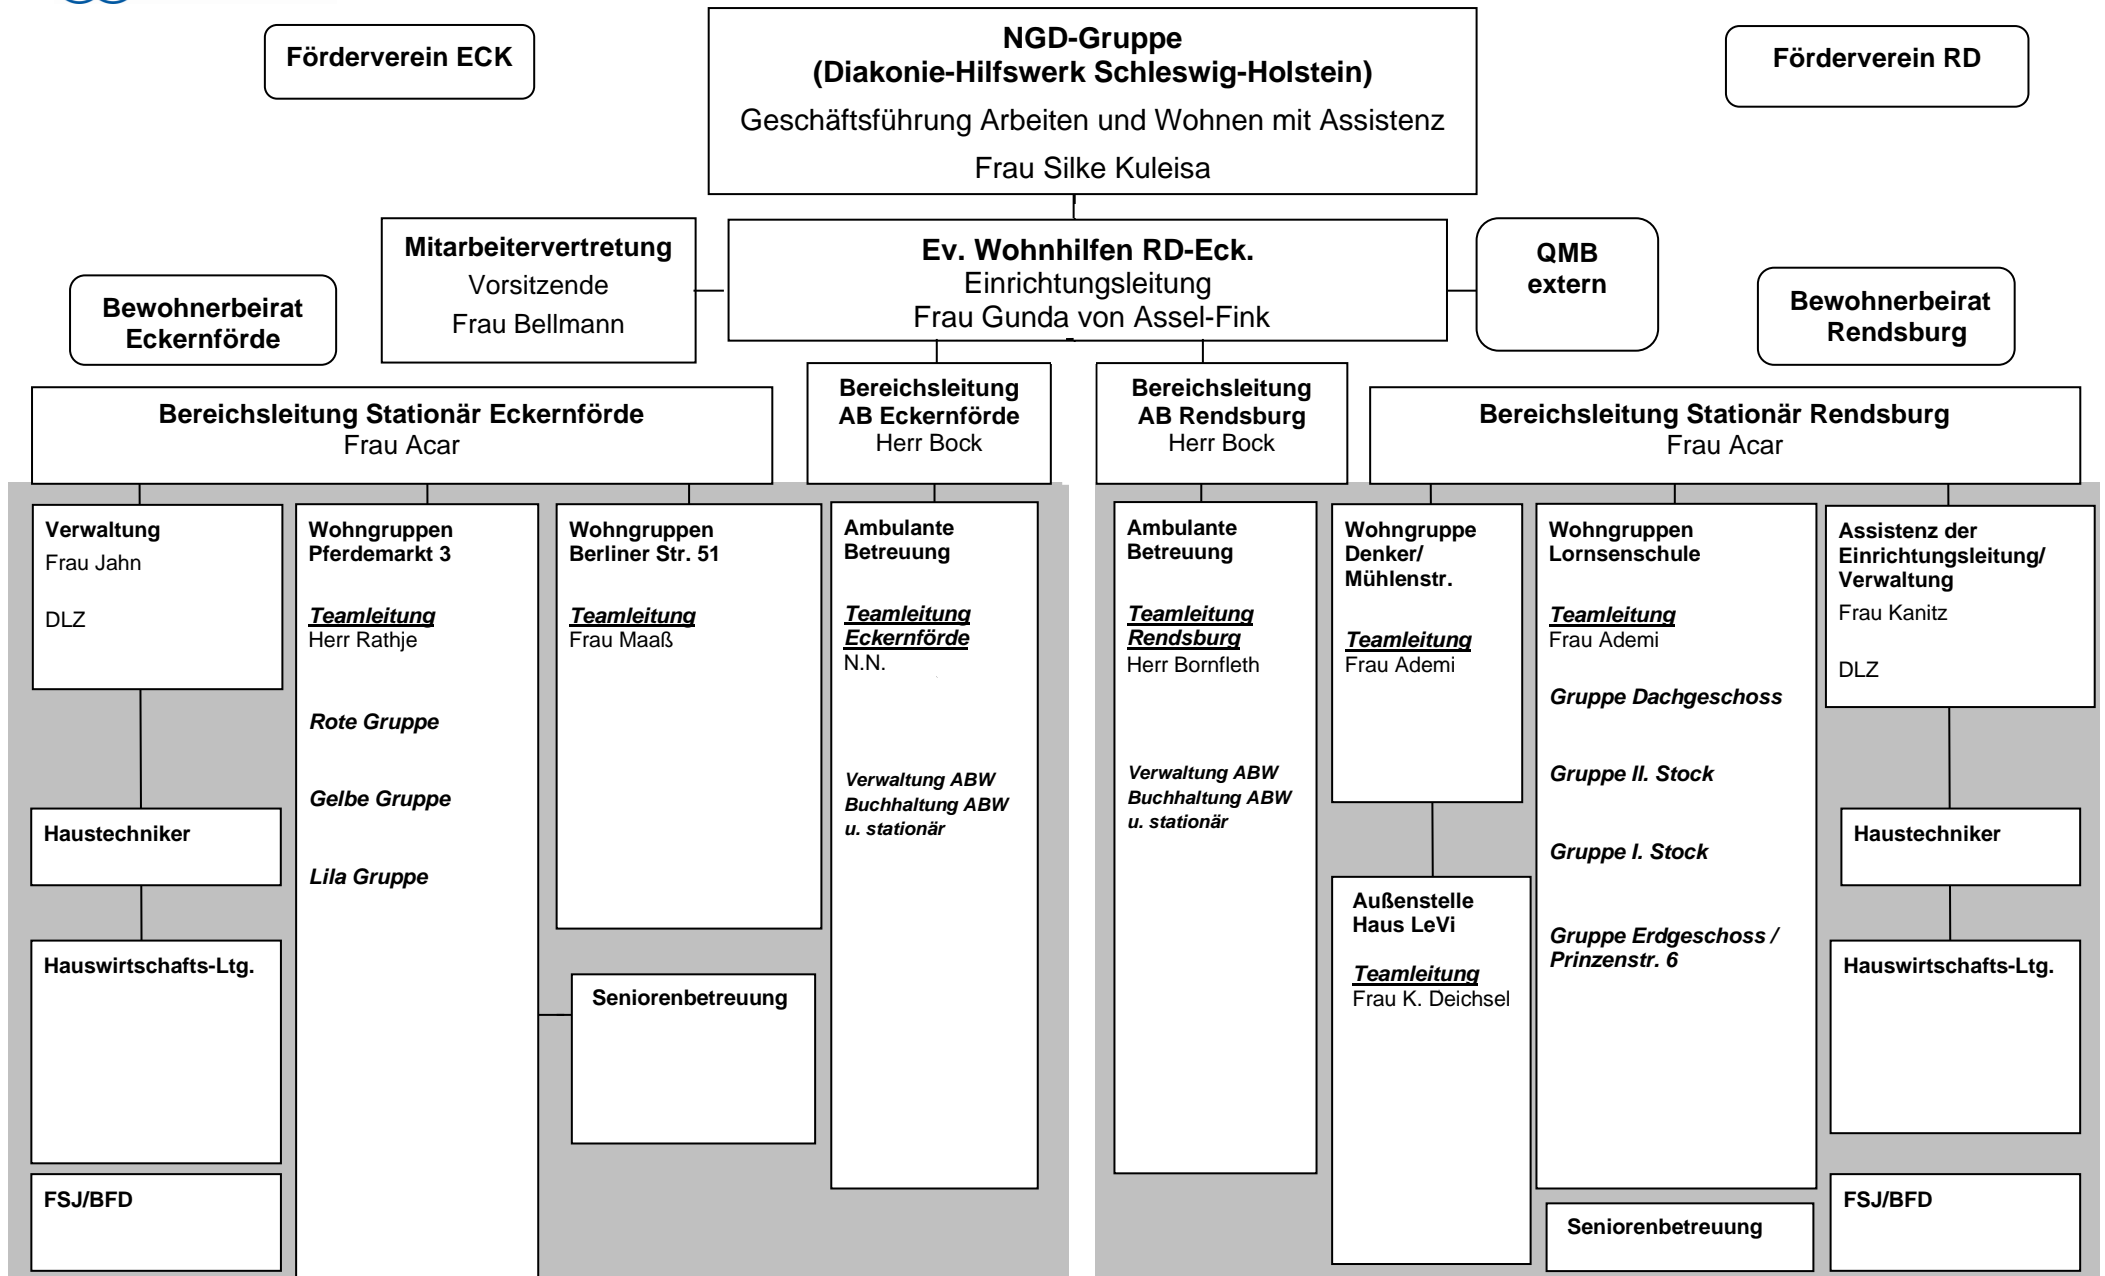 Förderverein ECK
NGD-Gruppe
(Diakonie-Hilfswerk Schleswig-Holstein)
Geschäftsführung Arbeiten und Wohnen mit Assistenz
Frau Silke Kuleisa
Förderverein RD
Mitarbeitervertretung
Vorsitzende
Frau Bellmann
Ev. Wohnhilfen RD-Eck.
Einrichtungsleitung
Frau Gunda von Assel-Fink
QMB
extern
Bewohnerbeirat
Eckernförde
Bewohnerbeirat
Rendsburg
Bereichsleitung Stationär Eckernförde
Frau Acar
Bereichsleitung
AB Eckernförde
Herr Bock
Bereichsleitung
AB Rendsburg
Herr Bock
Bereichsleitung Stationär Rendsburg
Frau Acar
Verwaltung
Frau Jahn
DLZ
Haustechniker
Hauswirtschafts-Ltg.
FSJ/BFD
Wohngruppen
Pferdemarkt 3
Teamleitung
Herr Rathje
Rote Gruppe
Gelbe Gruppe
Lila Gruppe
Wohngruppen
Berliner Str. 51
Teamleitung
Frau Maaß
Seniorenbetreuung
Ambulante
Betreuung
Teamleitung
Eckernförde
N.N.
Verwaltung ABW
Buchhaltung ABW
u. stationär
Ambulante
Betreuung
Teamleitung
Rendsburg
Herr Bornfleth
Verwaltung ABW
Buchhaltung ABW
u. stationär
Wohngruppe
Denker/
Mühlenstr.
Teamleitung
Frau Ademi
Außenstelle
Haus LeVi
Teamleitung
Frau K. Deichsel
Wohngruppen
Lornsenschule
Teamleitung
Frau Ademi
Gruppe Dachgeschoss
Gruppe II. Stock
Gruppe I. Stock
Gruppe Erdgeschoss /
Prinzenstr. 6
Seniorenbetreuung
Assistenz der
Einrichtungsleitung/
Verwaltung
Frau Kanitz
DLZ
Haustechniker
Hauswirtschafts-Ltg.
FSJ/BFD